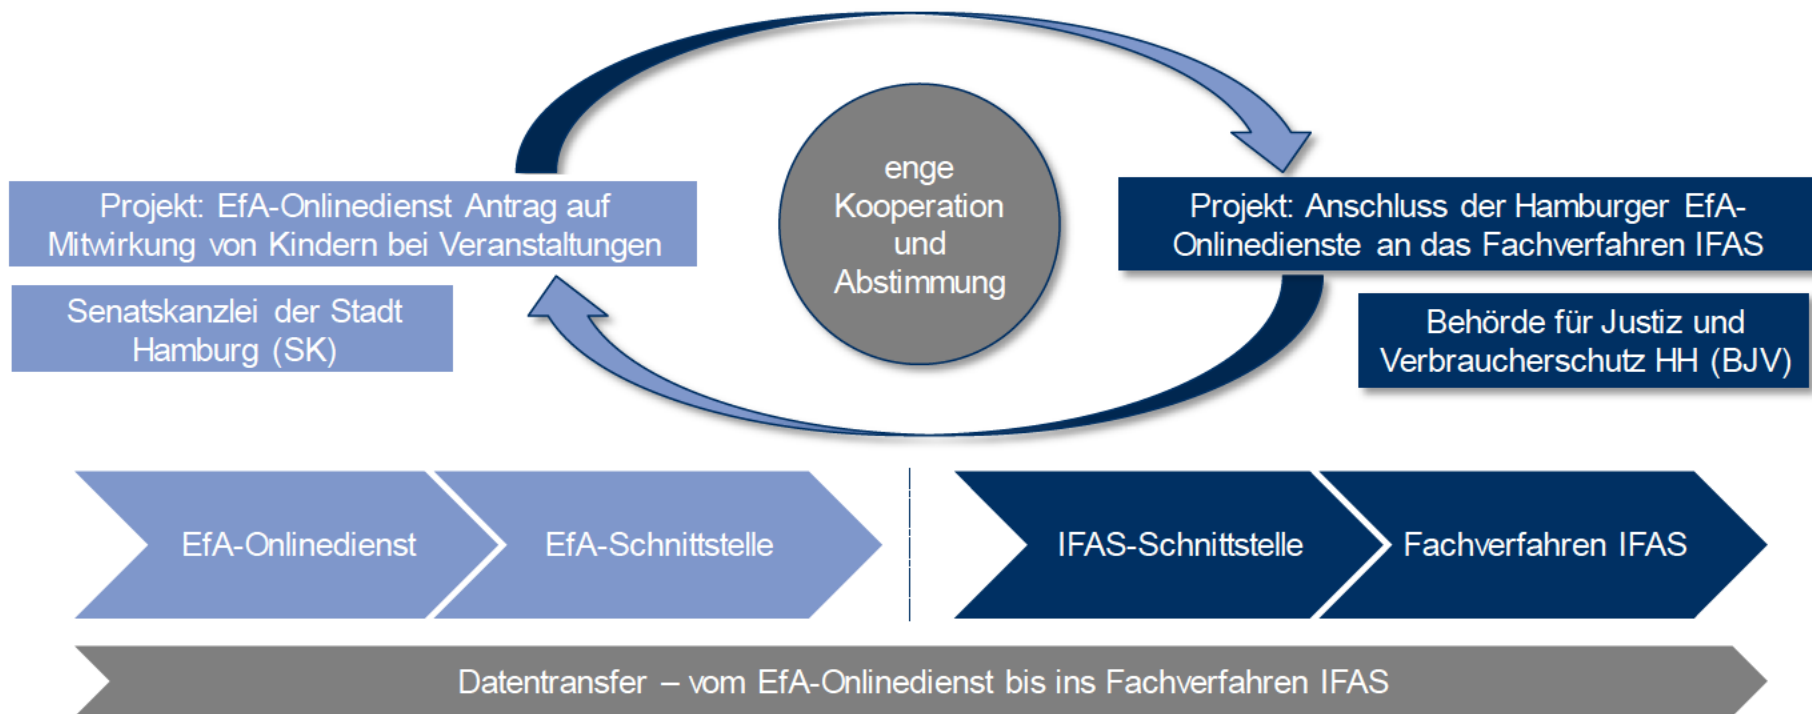 Projekt: EfA-Onlinedienst Antrag auf
Mitwirkung von Kindern bei Veranstaltungen
Senatskanzlei der Stadt
Hamburg (SK)
enge
Kooperation
und
Abstimmung
Projekt: Anschluss der Hamburger EfA-
Onlinedienste an das Fachverfahren IFAS
Behörde für Justiz und
Verbraucherschutz HH (BJV)
EfA-Onlinedienst
EfA-Schnittstelle
IFAS-Schnittstelle
Fachverfahren IFAS
Datentransfer – vom EfA-Onlinedienst bis ins Fachverfahren IFAS